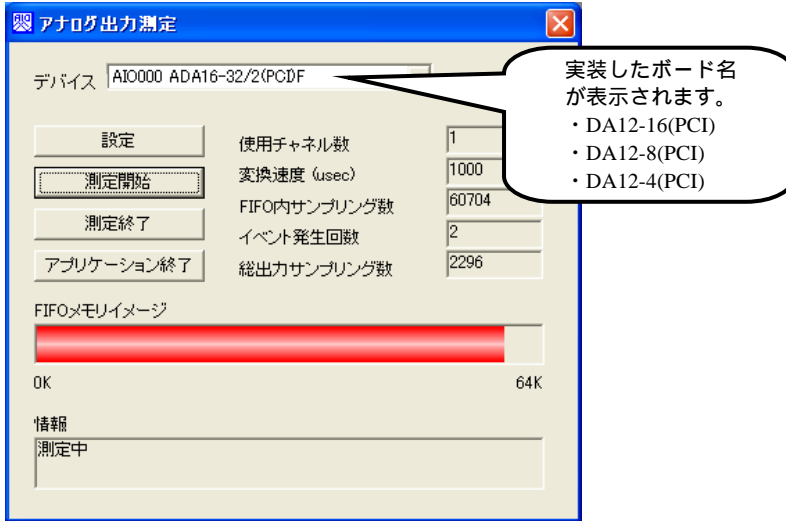 アナログ出力測定
デバイス AIO000 ADA16-32/2(PCI)F
実装したボード名
が表示されます。
・DA12-16(PCI)
・DA12-8(PCI)
・DA12-4(PCI)
設定
測定開始
測定終了
アプリケーション終了
使用チャネル数 1
変換速度 (usec) 1000
FIFO内サンプリング数 60704
イベント発生回数 2
総出力サンプリング数 2296
FIFOメモリイメージ
0K 64K
情報
測定中